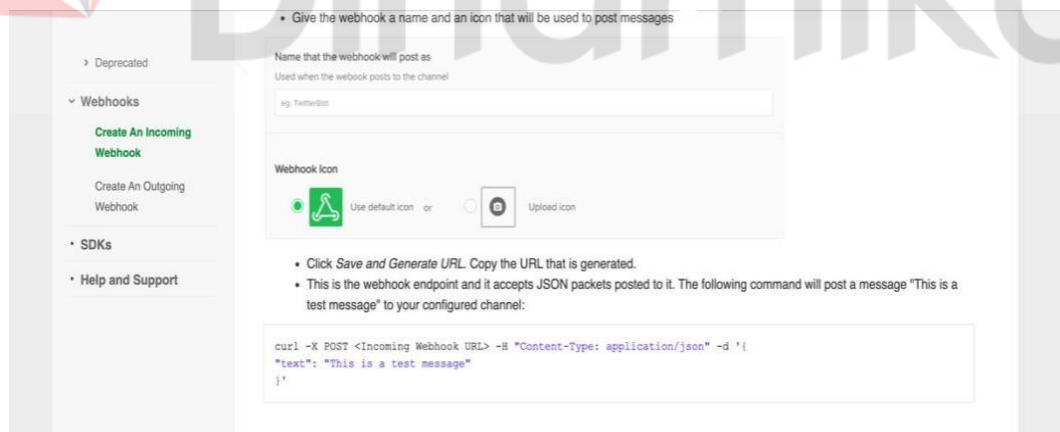 • Give the webhook a name and an icon that will be used to post messages
> Deprecated
Webhooks
Create An Incoming
Webhook
Create An Outgoing
Webhook
• SDKs
• Help and Support
Name that the webhook will post as
Used when the webook posts to the channel
eg. TwitterBot
Webhook icon
Use default icon or Upload icon
• Click Save and Generate URL. Copy the URL that is generated.
• This is the webhook endpoint and it accepts JSON packets posted to it. The following command will post a message "This is a
test message" to your configured channel:
curl -X POST <Incoming Webhook URL> -H "Content-Type: application/json" -d '{
"text": "This is a test message"
}'